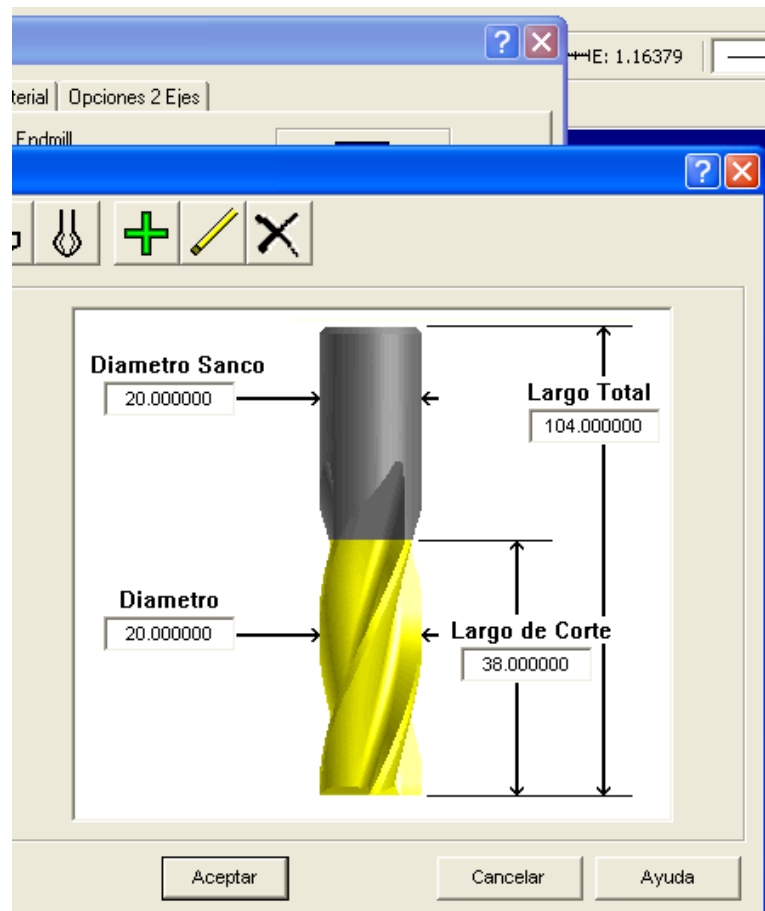 E: 1.16379
terial
Opciones 2 Ejes
Endmill
Diametro Sanco
20.000000
Largo Total
104.000000
Diametro
20.000000
Largo de Corte
38.000000
Aceptar
Cancelar
Ayuda